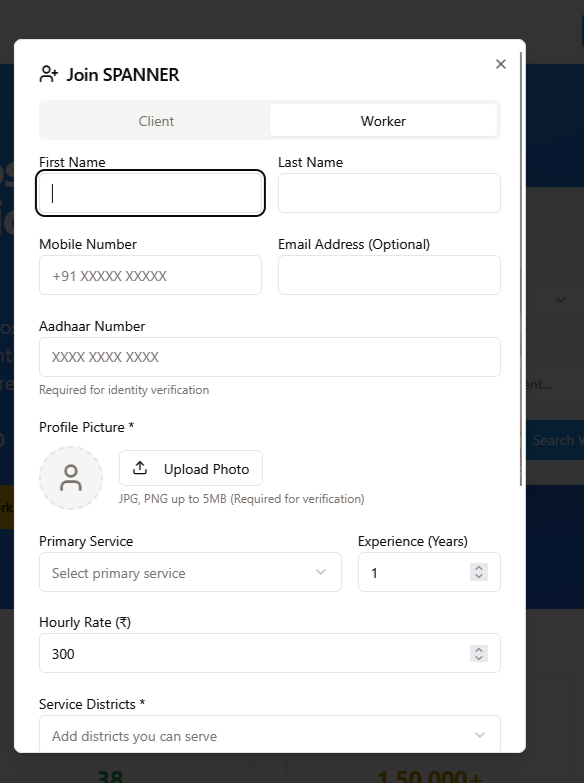 Join SPANNER
Client Worker
First Name Last Name
Mobile Number Email Address (Optional)
+91 XXXXX XXXXX
Aadhaar Number
XXXX XXXX XXXX
Required for identity verification
Profile Picture *
Upload Photo
JPG, PNG up to 5MB (Required for verification)
Primary Service Experience (Years)
Select primary service 1
Hourly Rate (₹)
300
Service Districts *
Add districts you can serve
Search
38 1,50,000+